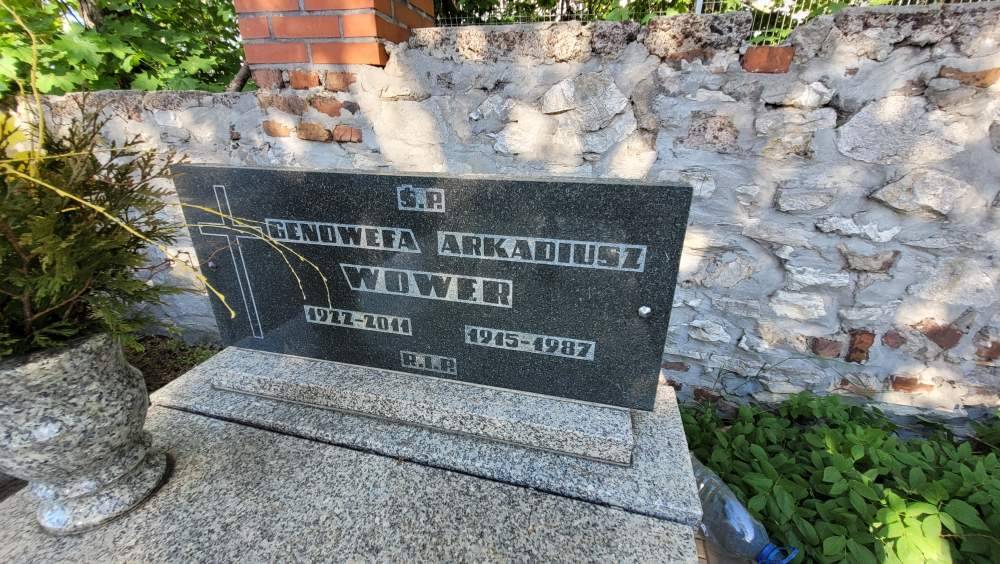 Ś.P.
GENOWEFA ARKADIUSZ
WOWER
1922-2011 1915-1987
R.I.P.